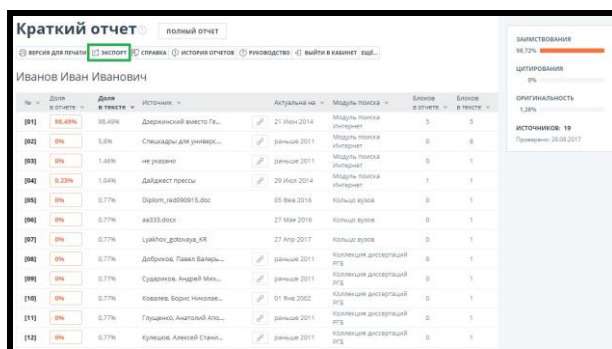 Краткий отчет
ПОЛНЫЙ ОТЧЕТ
ВЕРСИЯ ДЛЯ ПЕЧАТИ ЭКСПОРТ СПРАВКА ИСТОРИЯ ОТЧЕТОВ РУКОВОДСТВО ВЫЙТИ В КАБИНЕТ ЕЩЁ...
Иванов Иван Иванович
№ Доля в отчете Доля в тексте Источник Актуальна на Модуль поиска Блоков в отчете Блоков в тексте
[01] 98,49% 98,49% Дзержинский вместо Ге... 21 Июн 2014 Модуль поиска Интернет 5 5
[02] 0% 5,6% Спецкадры для универс... раньше 2011 Модуль поиска Интернет 0 8
[03] 0% 1,46% не указано раньше 2011 Модуль поиска Интернет 0 1
[04] 0,23% 1,04% Дайджест прессы 29 Июл 2014 Модуль поиска Интернет 1 1
[05] 0% 0,77% Diplom_red090915.doc 05 Фев 2016 Кольцо вузов 0 1
[06] 0% 0,77% aa333.docx 27 Мая 2016 Кольцо вузов 0 1
[07] 0% 0,77% Lyakhov_gotovaya_KR 27 Апр 2017 Кольцо вузов 0 1
[08] 0% 0,77% Добриков, Павел Валерь... раньше 2011 Коллекция диссертаций РГБ 0 1
[09] 0% 0,77% Судариков, Андрей Мих... раньше 2011 Коллекция диссертаций РГБ 0 1
[10] 0% 0,77% Ковалев, Борис Николае... 01 Янв 2002 Коллекция диссертаций РГБ 0 1
[11] 0% 0,77% Глущенко, Анатолий Апо... раньше 2011 Коллекция диссертаций РГБ 0 1
[12] 0% 0,77% Кулешов, Алексей Стани... раньше 2011 Коллекция диссертаций РГБ 0 1
ЗАИМСТВОВАНИЯ
98,72%
ЦИТИРОВАНИЯ
0%
ОРИГИНАЛЬНОСТЬ
1,28%
ИСТОЧНИКОВ: 19
Проверено: 29.09.2017